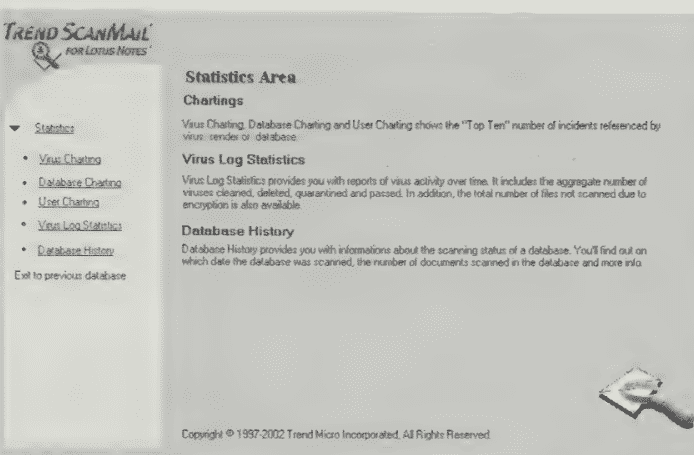 TREND SCANMAIL
FOR LOTUS NOTES
Statistics
Virus Charting
Database Charting
User Charting
Virus Log Statistics
Database History
Exit to previous database
Statistics Area
Chartings
Virus Charting, Database Charting and User Charting shows the "Top Ten" number of incidents referenced by
virus, sender or database.
Virus Log Statistics
Virus Log Statistics provides you with reports of virus activity over time. It includes the aggregate number of
viruses cleaned, deleted, quarantined and passed. In addition, the total number of files not scanned due to
encryption is also available.
Database History
Database History provides you with informations about the scanning status of a database. You'll find out on
which date the database was scanned, the number of documents scanned in the database and more info.
Copyright © 1997-2002 Trend Micro Incorporated, All Rights Reserved.